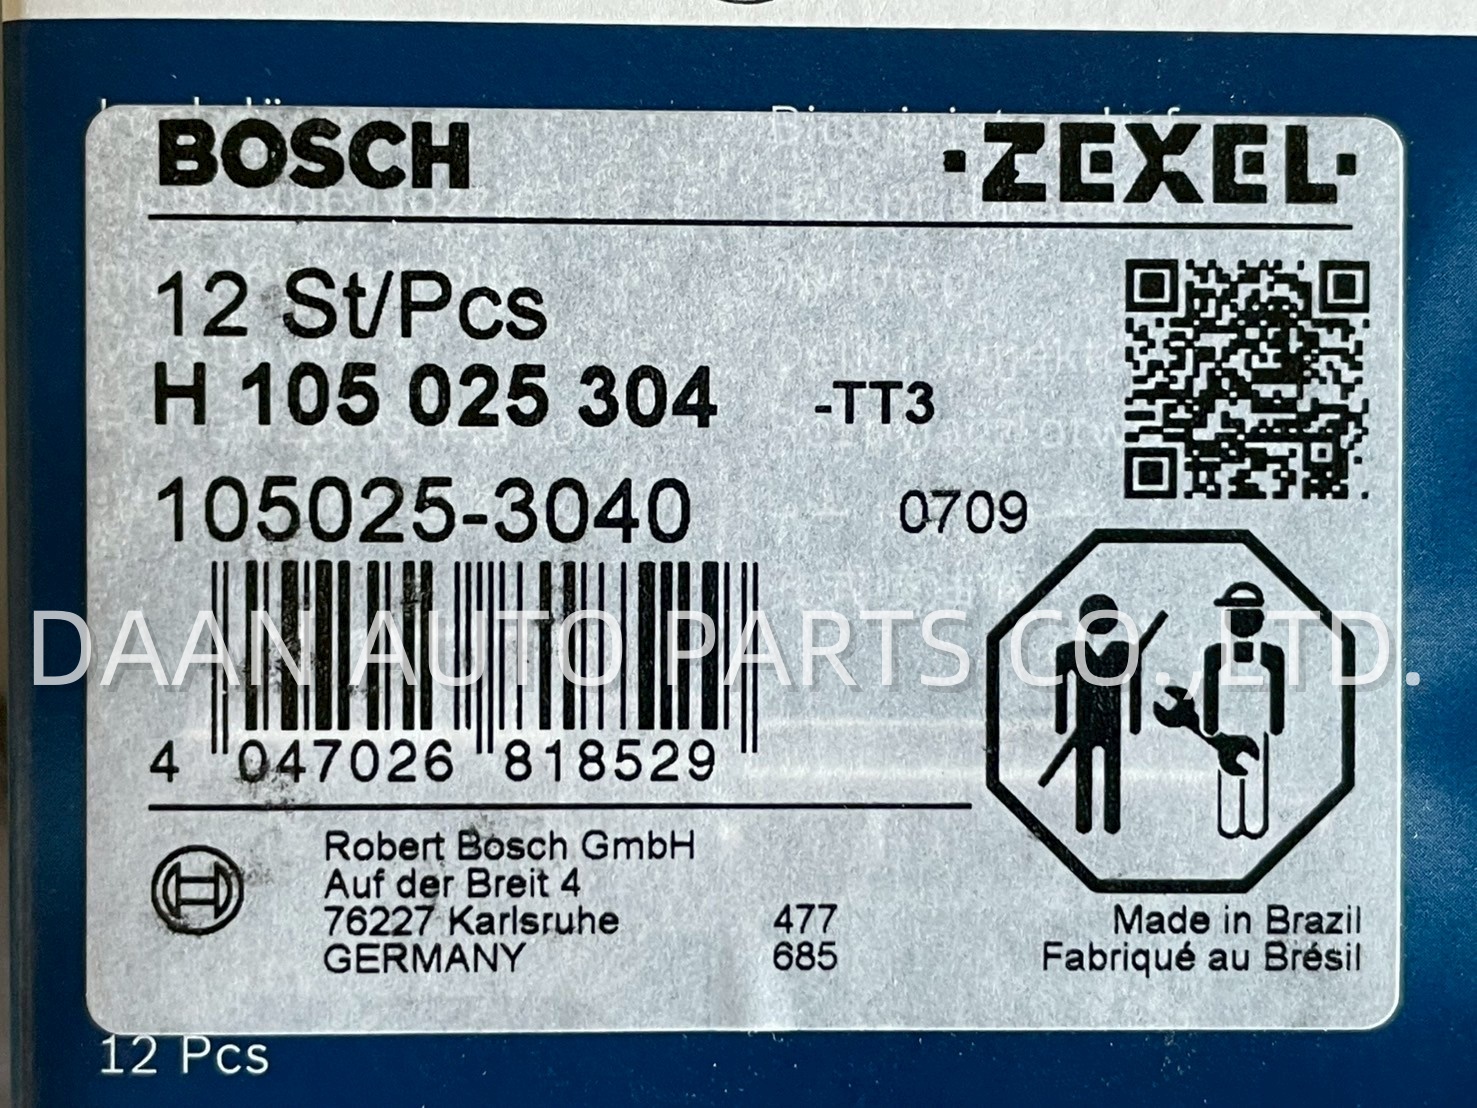 BOSCH
·ZEXEL·
12 St/Pcs
H 105 025 304 -TT3
105025-3040 0709
DAAN AUTO PARTS CO.,LTD.
4 047026 818529
Robert Bosch GmbH
Auf der Breit 4
76227 Karlsruhe 477
GERMANY 685
Made in Brazil
Fabriqué au Brésil
12 Pcs